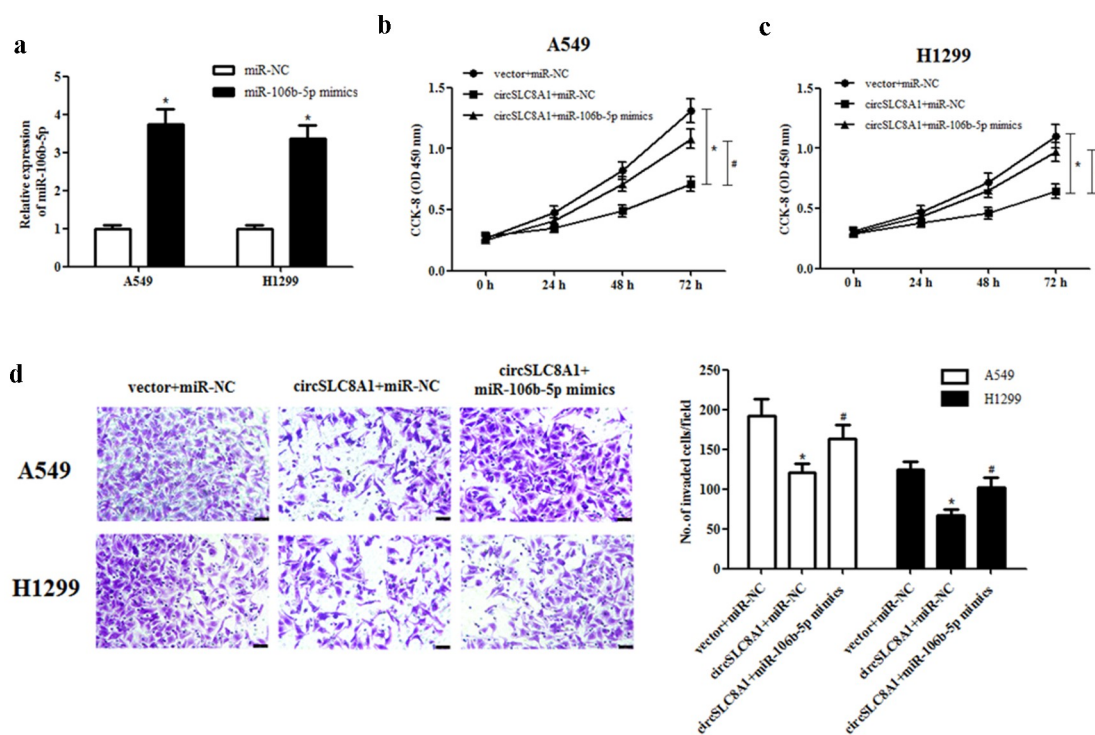 a
miR-NC
miR-106b-5p mimics
Relative expression
of miR-106b-5p
5
4
3
2
1
0
*
*
A549
H1299
b
A549
vector+miR-NC
circSLC8A1+miR-NC
circSLC8A1+miR-106b-5p mimics
CCK-8 (OD 450 nm)
1.5
1.0
0.5
0.0
*
#
0 h
24 h
48 h
72 h
c
H1299
vector+miR-NC
circSLC8A1+miR-NC
circSLC8A1+miR-106b-5p mimics
CCK-8 (OD 450 nm)
1.5
1.0
0.5
0.0
*
0 h
24 h
48 h
72 h
d
vector+miR-NC
circSLC8A1+miR-NC
circSLC8A1+
miR-106b-5p mimics
A549
H1299
A549
H1299
No. of invaded cells/field
250
200
150
100
50
0
*
#
*
#
vector+miR-NC
circSLC8A1+miR-NC
circSLC8A1+miR-106b-5p mimics
vector+miR-NC
circSLC8A1+miR-NC
circSLC8A1+miR-106b-5p mimics